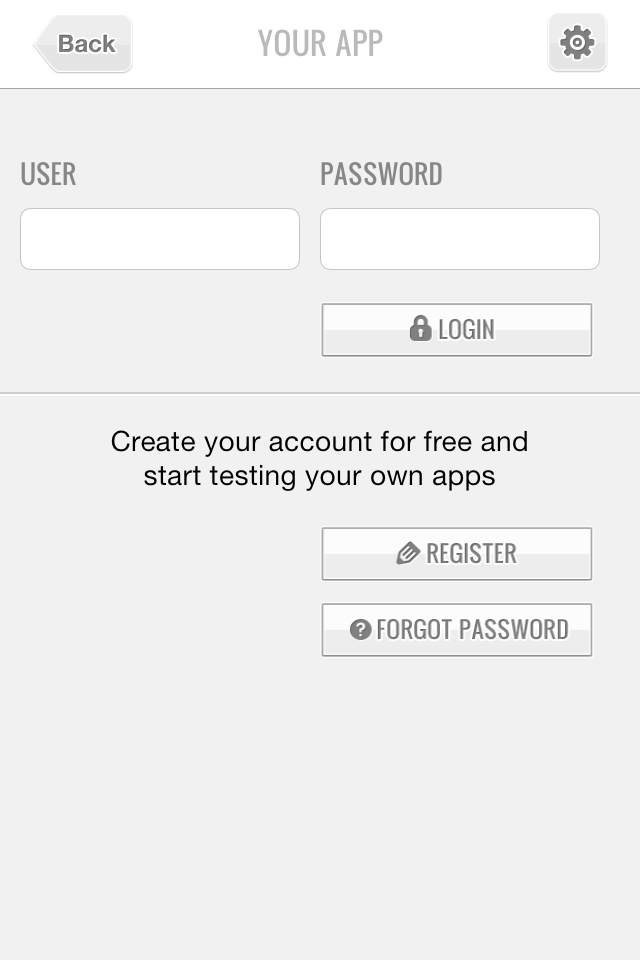 Back
YOUR APP
USER
PASSWORD
LOGIN
Create your account for free and
start testing your own apps
REGISTER
FORGOT PASSWORD